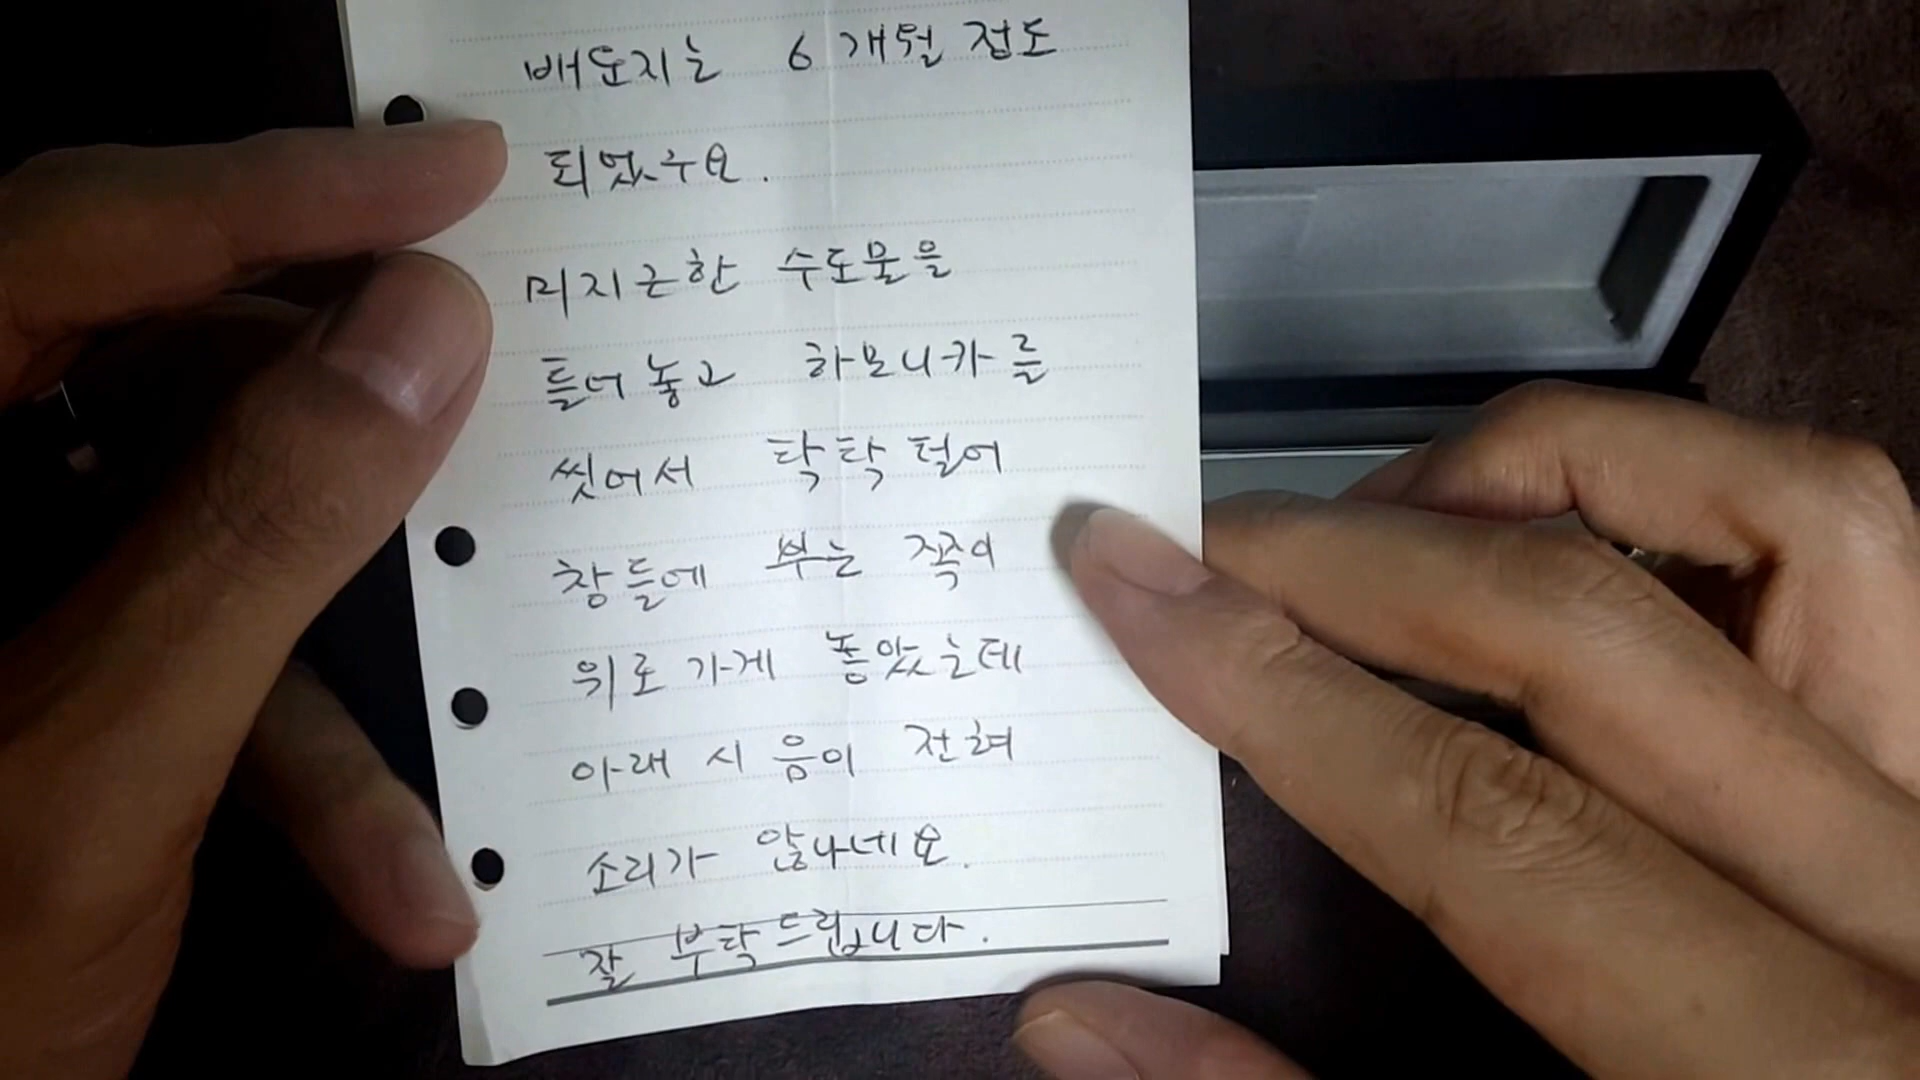 배운지는 6개월 정도
되었구요.
미지근한 수도물을
틀어놓고 하모니카를
씻어서 탁탁 털어
창틀에 부는 쪽이
위로 가게 놓았는데
아래 시 음이 전혀
소리가 않나네요.
잘 부탁드립니다.